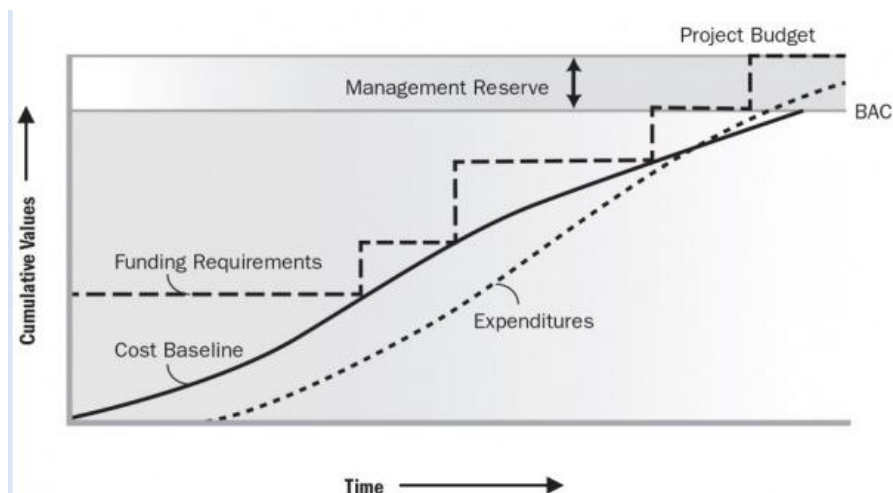 Project Budget
Management Reserve
BAC
Cumulative Values
Funding Requirements
Expenditures
Cost Baseline
Time